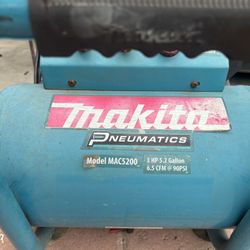 makita
PNEUMATICS
Model MAC5200
3 HP 5.2 Gallon
6.5 CFM @ 90PSI